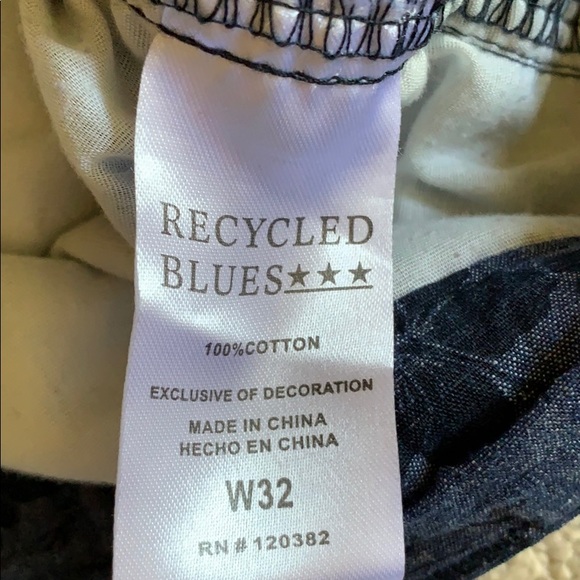 RECYCLED
BLUES★★★
100%COTTON
EXCLUSIVE OF DECORATION
MADE IN CHINA
HECHO EN CHINA
W32
RN # 120382